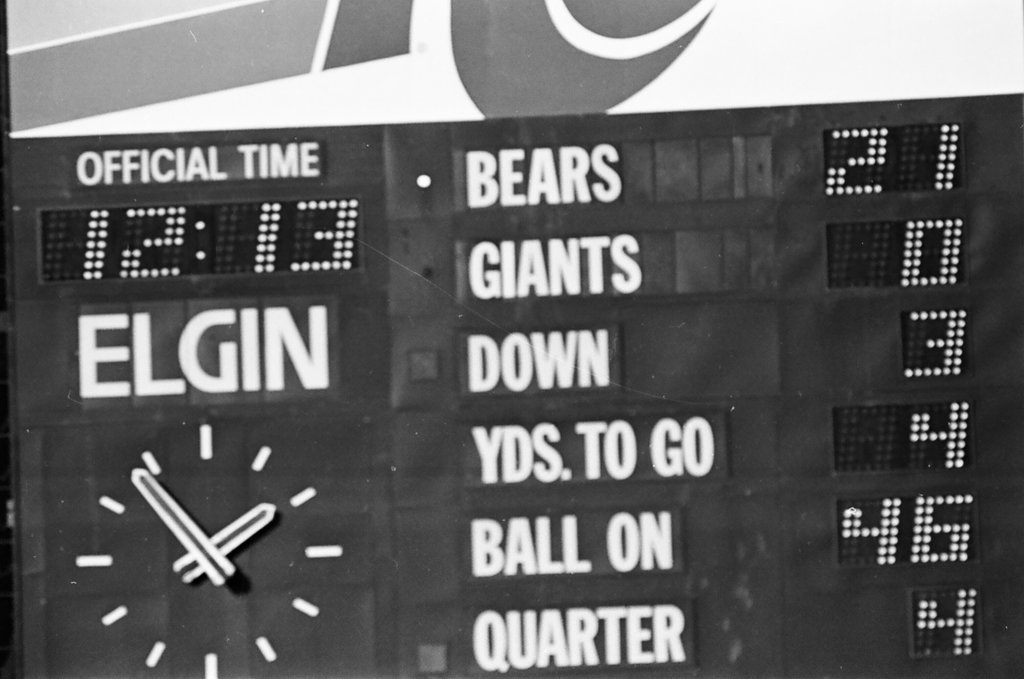 OFFICIAL TIME
12:13
ELGIN
BEARS 21
GIANTS 0
DOWN 3
YDS. TO GO 4
BALL ON 46
QUARTER 4